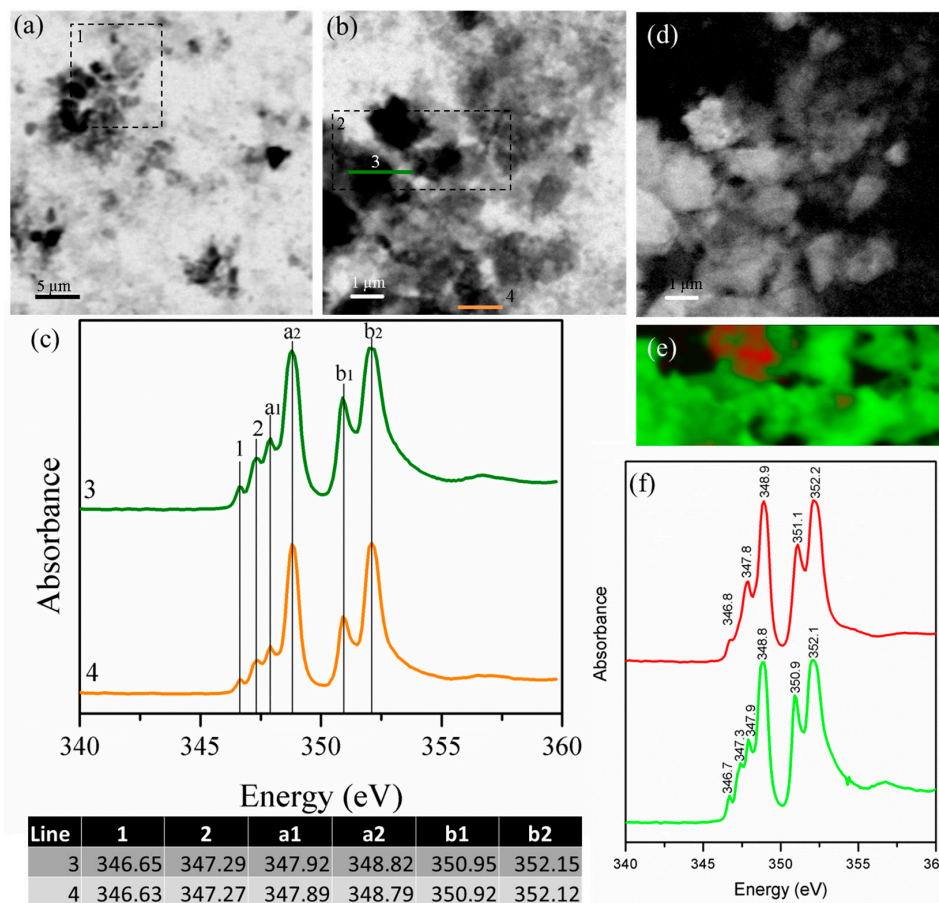 (a)
1
5 μm
(b)
2
3
1 μm
4
(d)
1 μm
(c)
a2
b2
b1
a1
2
1
3
4
Absorbance
340 345 350 355 360
Energy (eV)
Line 1 2 a1 a2 b1 b2
3 346.65 347.29 347.92 348.82 350.95 352.15
4 346.63 347.27 347.89 348.79 350.92 352.12
(e)
(f)
346.8
347.8
348.9
351.1
352.2
346.7
347.3
347.9
348.8
350.9
352.1
Absorbance
340 345 350 355 36
Energy (eV)